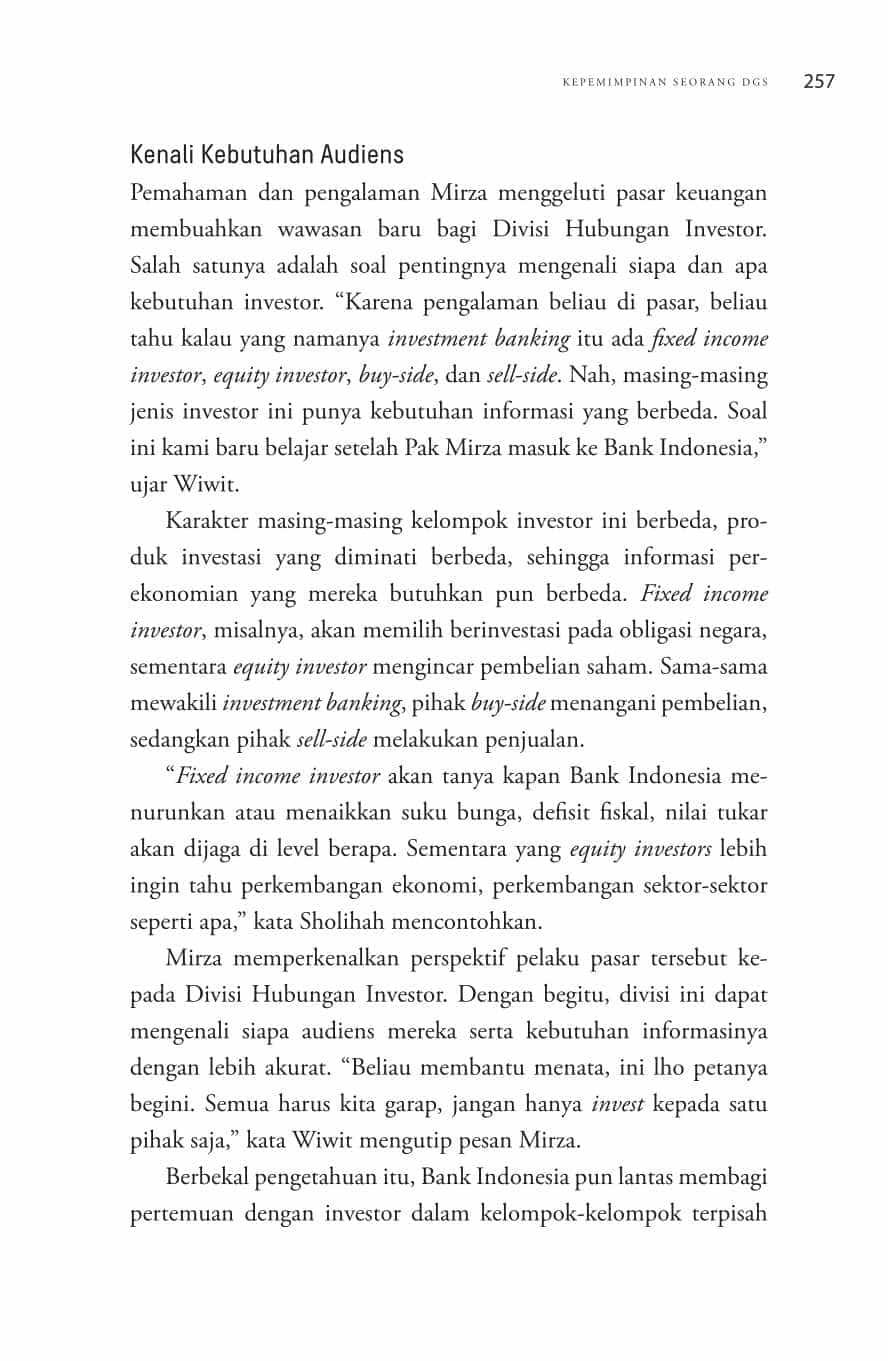 KEPEMIMPINAN SEORANG DGS 257
Kenali Kebutuhan Audiens
Pemahaman dan pengalaman Mirza menggeluti pasar keuangan
membuahkan wawasan baru bagi Divisi Hubungan Investor.
Salah satunya adalah soal pentingnya mengenali siapa dan apa
kebutuhan investor. “Karena pengalaman beliau di pasar, beliau
tahu kalau yang namanya investment banking itu ada fixed income
investor, equity investor, buy-side, dan sell-side. Nah, masing-masing
jenis investor ini punya kebutuhan informasi yang berbeda. Soal
ini kami baru belajar setelah Pak Mirza masuk ke Bank Indonesia,”
ujar Wiwit.
Karakter masing-masing kelompok investor ini berbeda, pro-
duk investasi yang diminati berbeda, sehingga informasi per-
ekonomian yang mereka butuhkan pun berbeda. Fixed income
investor, misalnya, akan memilih berinvestasi pada obligasi negara,
sementara equity investor mengincar pembelian saham. Sama-sama
mewakili investment banking, pihak buy-side menangani pembelian,
sedangkan pihak sell-side melakukan penjualan.
“Fixed income investor akan tanya kapan Bank Indonesia me-
nurunkan atau menaikkan suku bunga, defisit fiskal, nilai tukar
akan dijaga di level berapa. Sementara yang equity investors lebih
ingin tahu perkembangan ekonomi, perkembangan sektor-sektor
seperti apa,” kata Sholihah mencontohkan.
Mirza memperkenalkan perspektif pelaku pasar tersebut ke-
pada Divisi Hubungan Investor. Dengan begitu, divisi ini dapat
mengenali siapa audiens mereka serta kebutuhan informasinya
dengan lebih akurat. “Beliau membantu menata, ini lho petanya
begini. Semua harus kita garap, jangan hanya invest kepada satu
pihak saja,” kata Wiwit mengutip pesan Mirza.
Berbekal pengetahuan itu, Bank Indonesia pun lantas membagi
pertemuan dengan investor dalam kelompok-kelompok terpisah